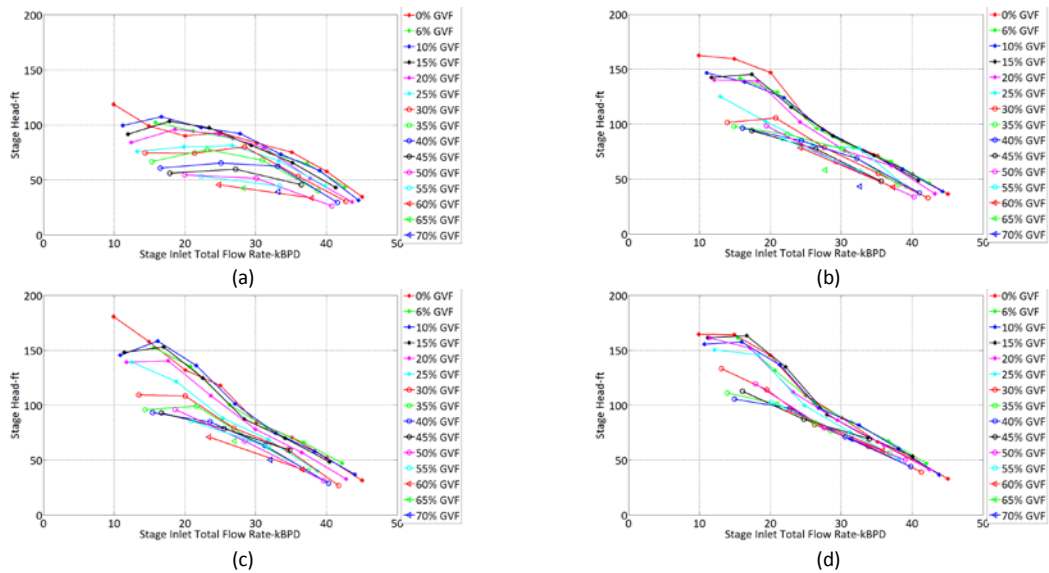 200
150
100
50
0
0 10 20 30 40 50
Stage Head-ft
Stage Inlet Total Flow Rate-kBPD
0% GVF
6% GVF
10% GVF
15% GVF
20% GVF
25% GVF
30% GVF
35% GVF
40% GVF
45% GVF
50% GVF
55% GVF
60% GVF
65% GVF
70% GVF
(a)
200
150
100
50
0
0 10 20 30 40 50
Stage Head-ft
Stage Inlet Total Flow Rate-kBPD
0% GVF
6% GVF
10% GVF
15% GVF
20% GVF
25% GVF
30% GVF
35% GVF
40% GVF
45% GVF
50% GVF
55% GVF
60% GVF
65% GVF
70% GVF
(b)
200
150
100
50
0
0 10 20 30 40 50
Stage Head-ft
Stage Inlet Total Flow Rate-kBPD
0% GVF
6% GVF
10% GVF
15% GVF
20% GVF
25% GVF
30% GVF
35% GVF
40% GVF
45% GVF
50% GVF
55% GVF
60% GVF
65% GVF
70% GVF
(c)
200
150
100
50
0
0 10 20 30 40 50
Stage Head-ft
Stage Inlet Total Flow Rate-kBPD
0% GVF
6% GVF
10% GVF
15% GVF
20% GVF
25% GVF
30% GVF
35% GVF
40% GVF
45% GVF
50% GVF
55% GVF
60% GVF
65% GVF
70% GVF
(d)